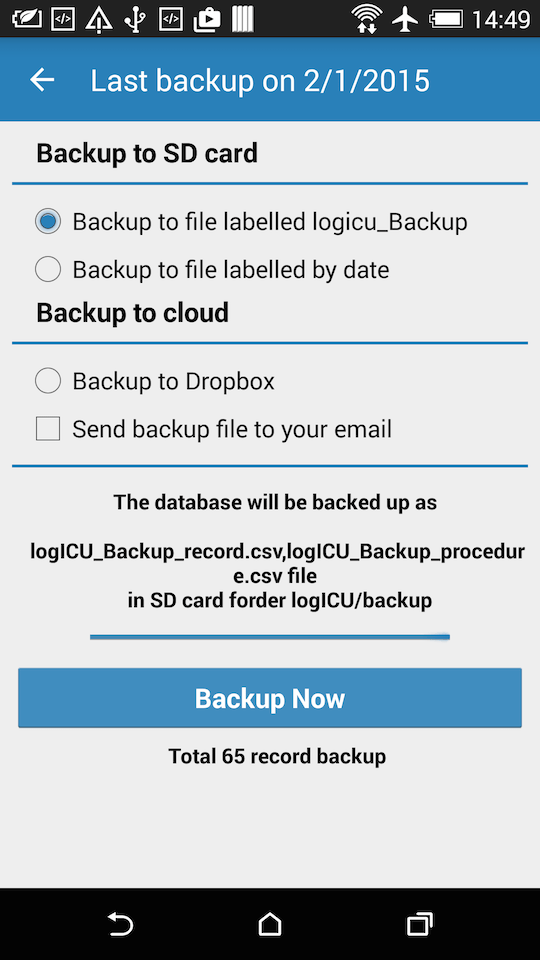 14:49
Last backup on 2/1/2015
Backup to SD card
Backup to file labelled logicu_Backup
Backup to file labelled by date
Backup to cloud
Backup to Dropbox
Send backup file to your email
The database will be backed up as
logICU_Backup_record.csv,logICU_Backup_procedur
e.csv file
in SD card forder logICU/backup
Backup Now
Total 65 record backup